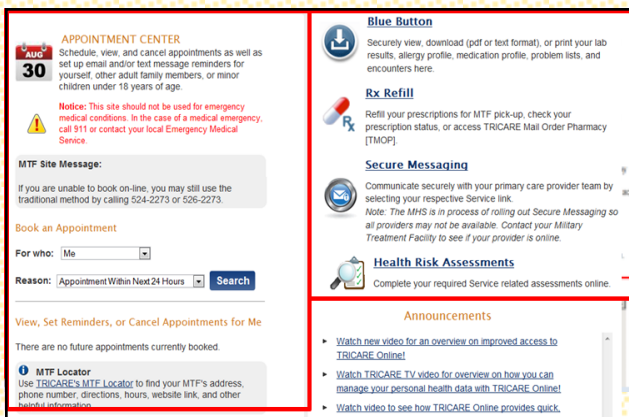 APPOINTMENT CENTER
AUG
30
Schedule, view, and cancel appointments as well as
set up email and/or text message reminders for
yourself, other adult family members, or minor
children under 18 years of age.
Notice: This site should not be used for emergency
medical conditions. In the case of a medical emergency,
call 911 or contact your local Emergency Medical
Service.
MTF Site Message:
If you are unable to book on-line, you may still use the
traditional method by calling 524-2273 or 526-2273.
Book an Appointment
For who: Me
Reason: Appointment Within Next 24 Hours Search
View, Set Reminders, or Cancel Appointments for Me
There are no future appointments currently booked.
MTF Locator
Use TRICARE's MTF Locator to find your MTF's address,
phone number, directions, hours, website link, and other
helpful information
Blue Button
Securely view, download (pdf or text format), or print your lab
results, allergy profile, medication profile, problem lists, and
encounters here.
Rx Refill
Rx
Refill your prescriptions for MTF pick-up, check your
prescription status, or access TRICARE Mail Order Pharmacy
[TMOP].
Secure Messaging
Communicate securely with your primary care provider team by
selecting your respective Service link.
Note: The MHS is in process of rolling out Secure Messaging so
all providers may not be available. Contact your Military
Treatment Facility to see if your provider is online.
Health Risk Assessments
Complete your required Service related assessments online.
Announcements
Watch new video for an overview on improved access to
TRICARE Online!
Watch TRICARE TV video for overview on how you can
manage your personal health data with TRICARE Online!
Watch video to see how TRICARE Online provides quick,